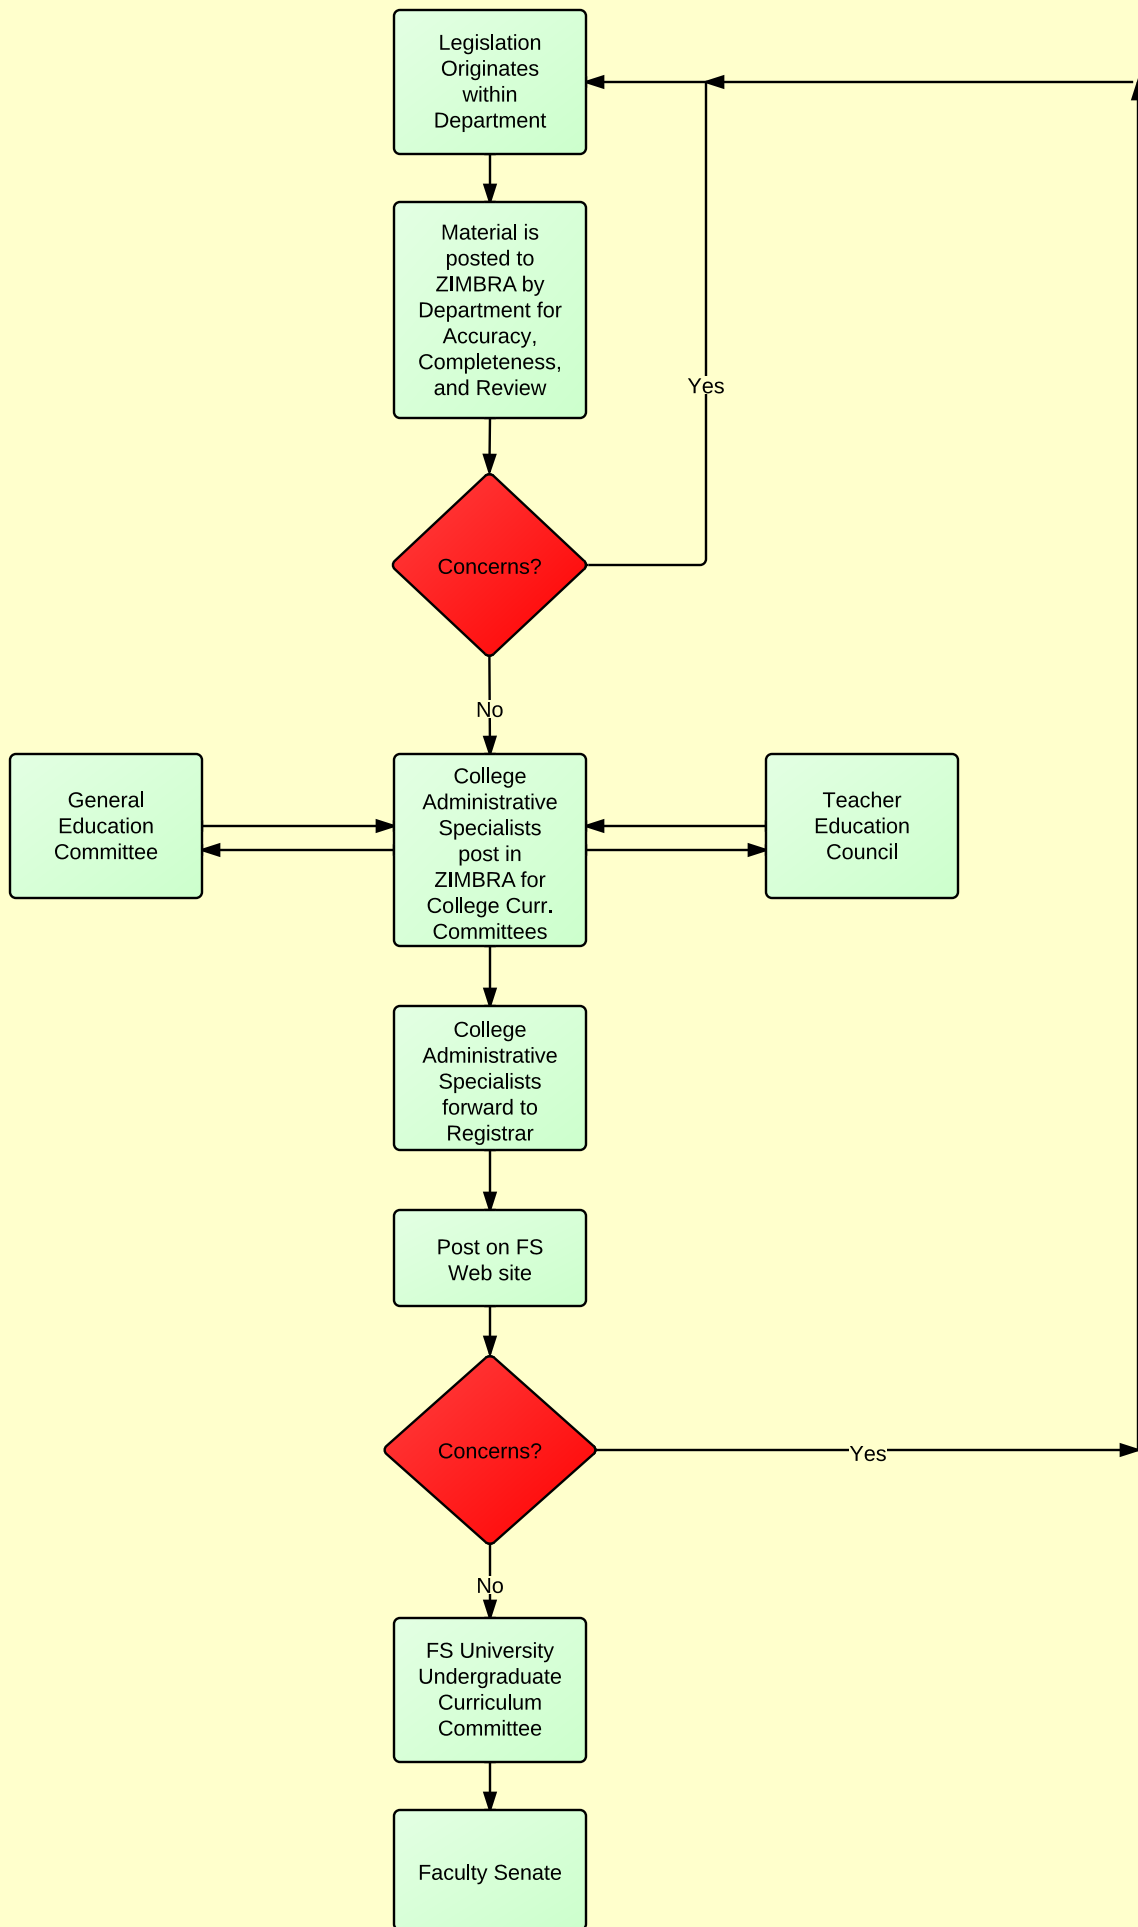 Legislation
Originates
within
Department
Material is
posted to
ZIMBRA by
Department for
Accuracy,
Completeness,
and Review
Yes
Concerns?
No
General
Education
Committee
College
Administrative
Specialists
post in
ZIMBRA for
College Curr.
Committees
Teacher
Education
Council
College
Administrative
Specialists
forward to
Registrar
Post on FS
Web site
Concerns?
Yes
No
FS University
Undergraduate
Curriculum
Committee
Faculty Senate